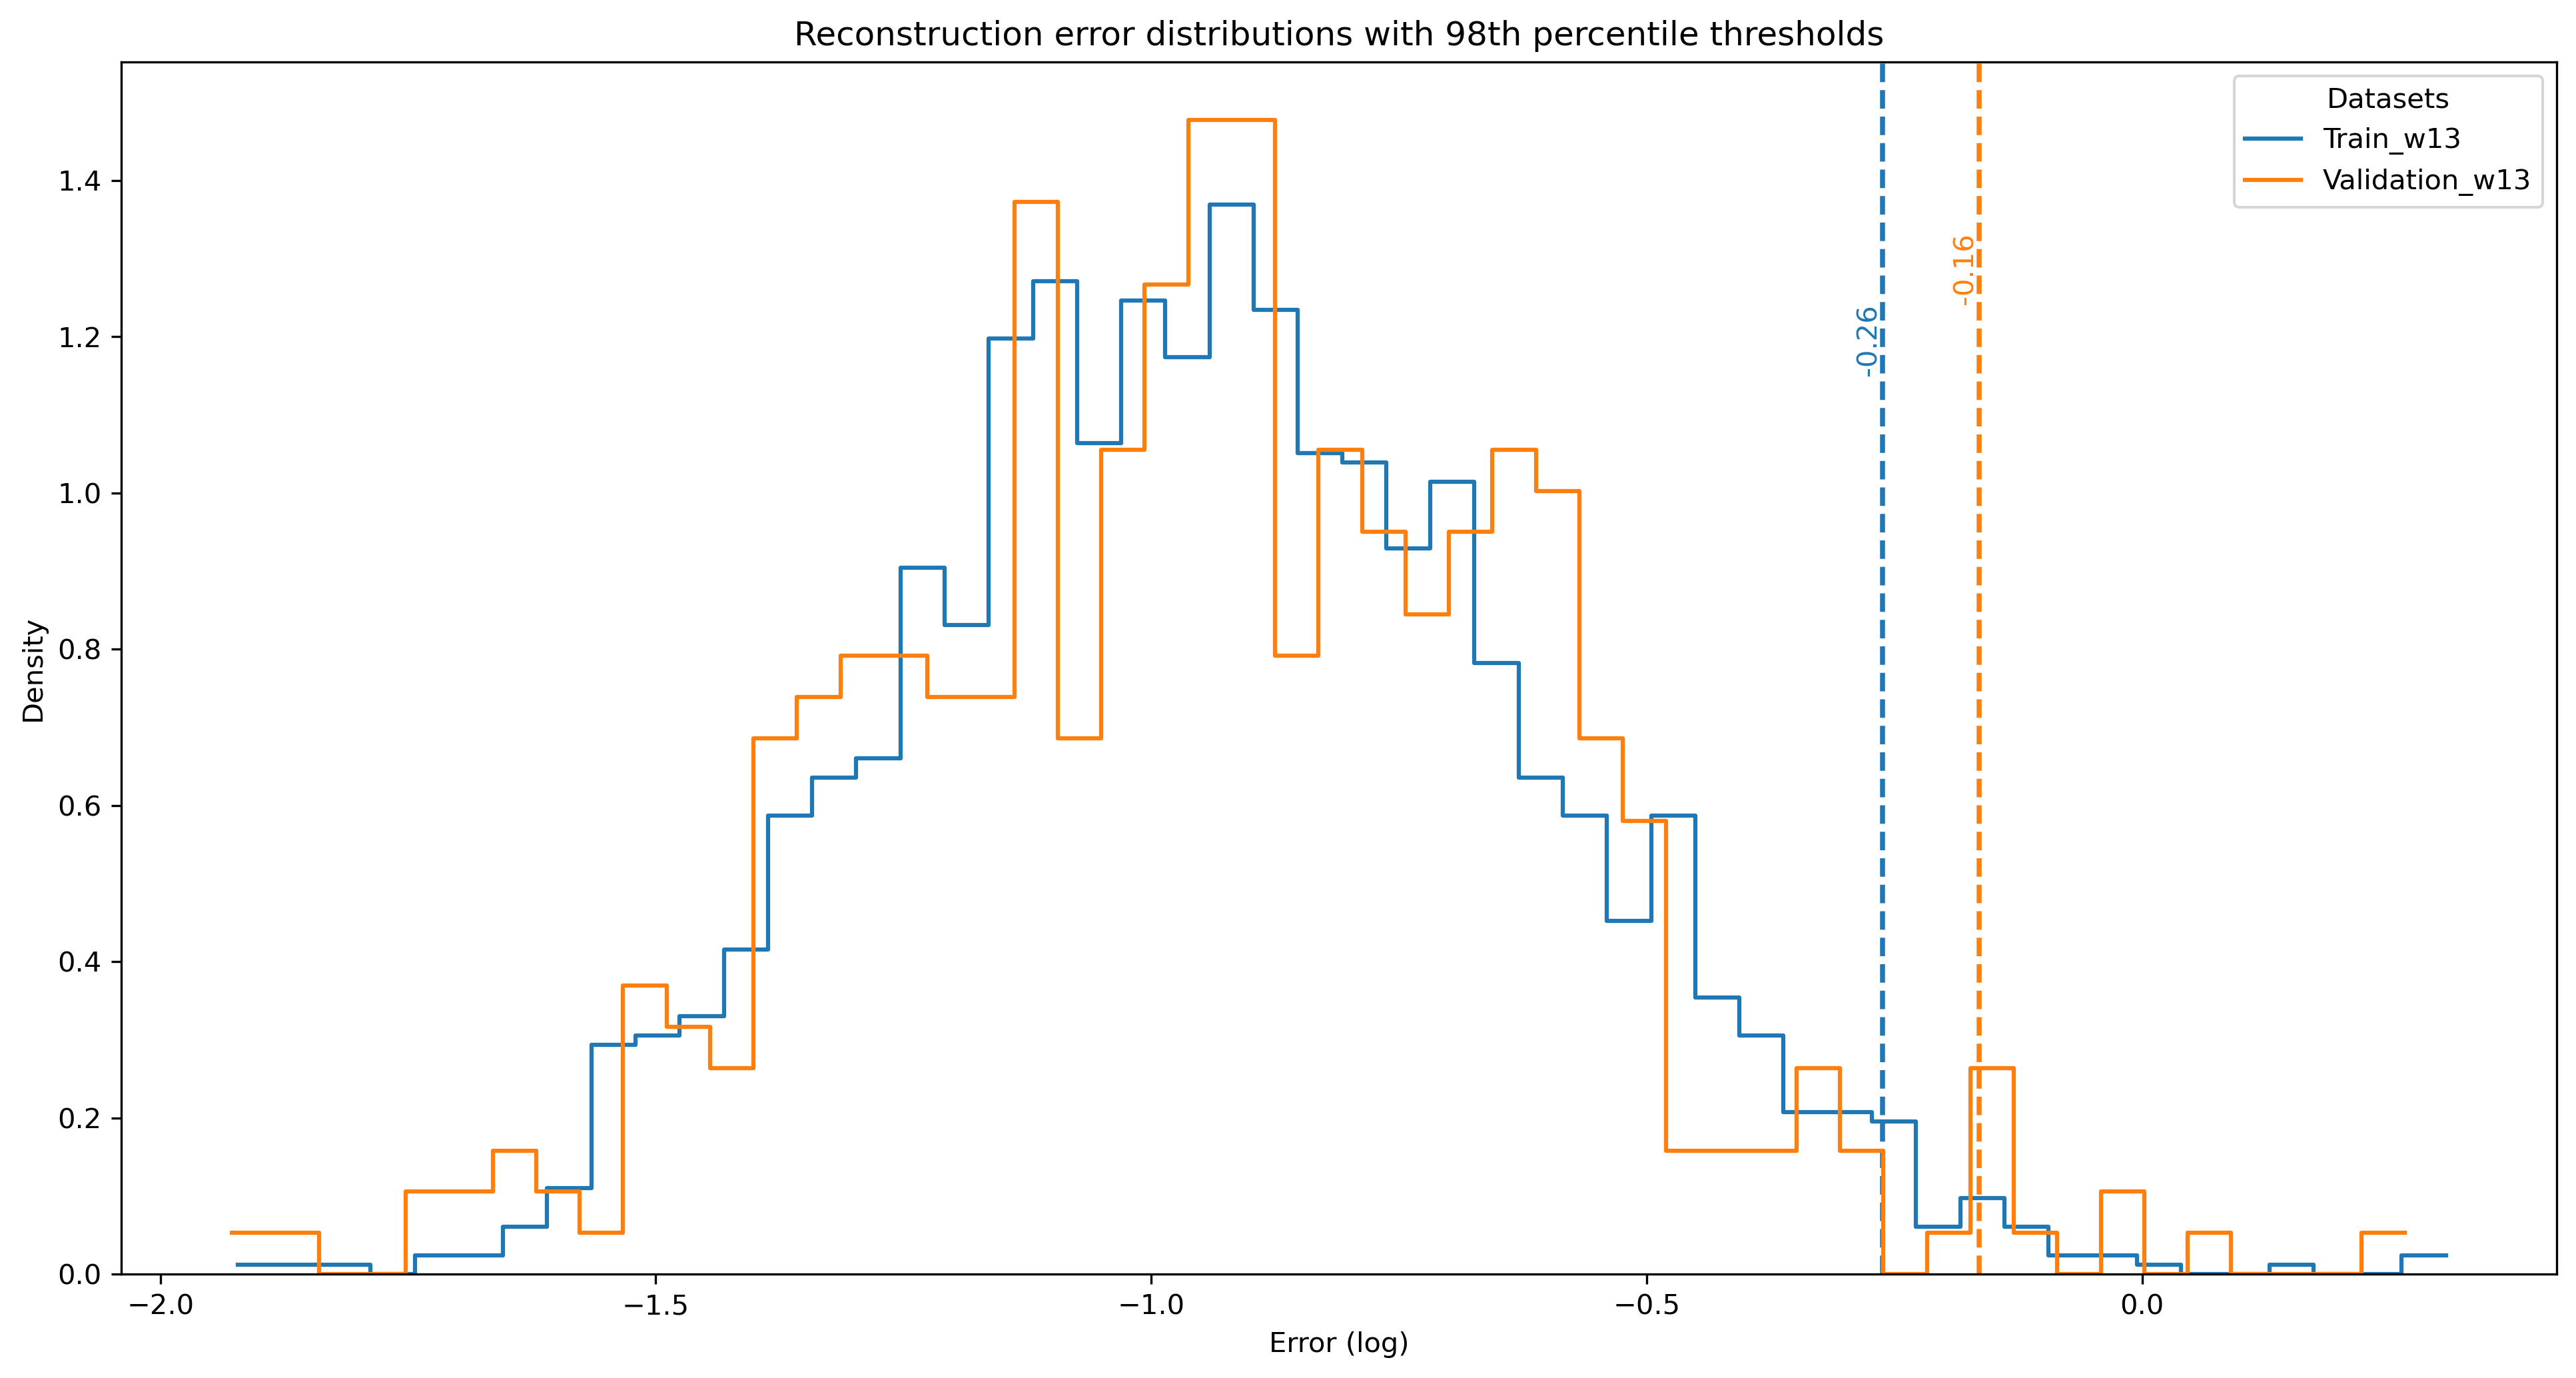 Reconstruction error distributions with 98th percentile thresholds
Datasets
Train_w13
Validation_w13
-0.26
-0.16
Density
1.4
1.2
1.0
0.8
0.6
0.4
0.2
0.0
−2.0 −1.5 −1.0 −0.5 0.0
Error (log)